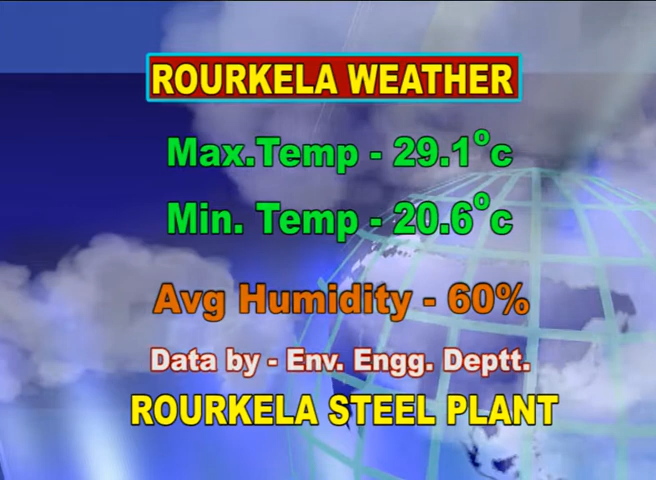 ROURKELA WEATHER
Max.Temp - 29.1°c
Min. Temp - 20.6°c
Avg Humidity - 60%
Data by - Env. Engg. Deptt.
ROURKELA STEEL PLANT